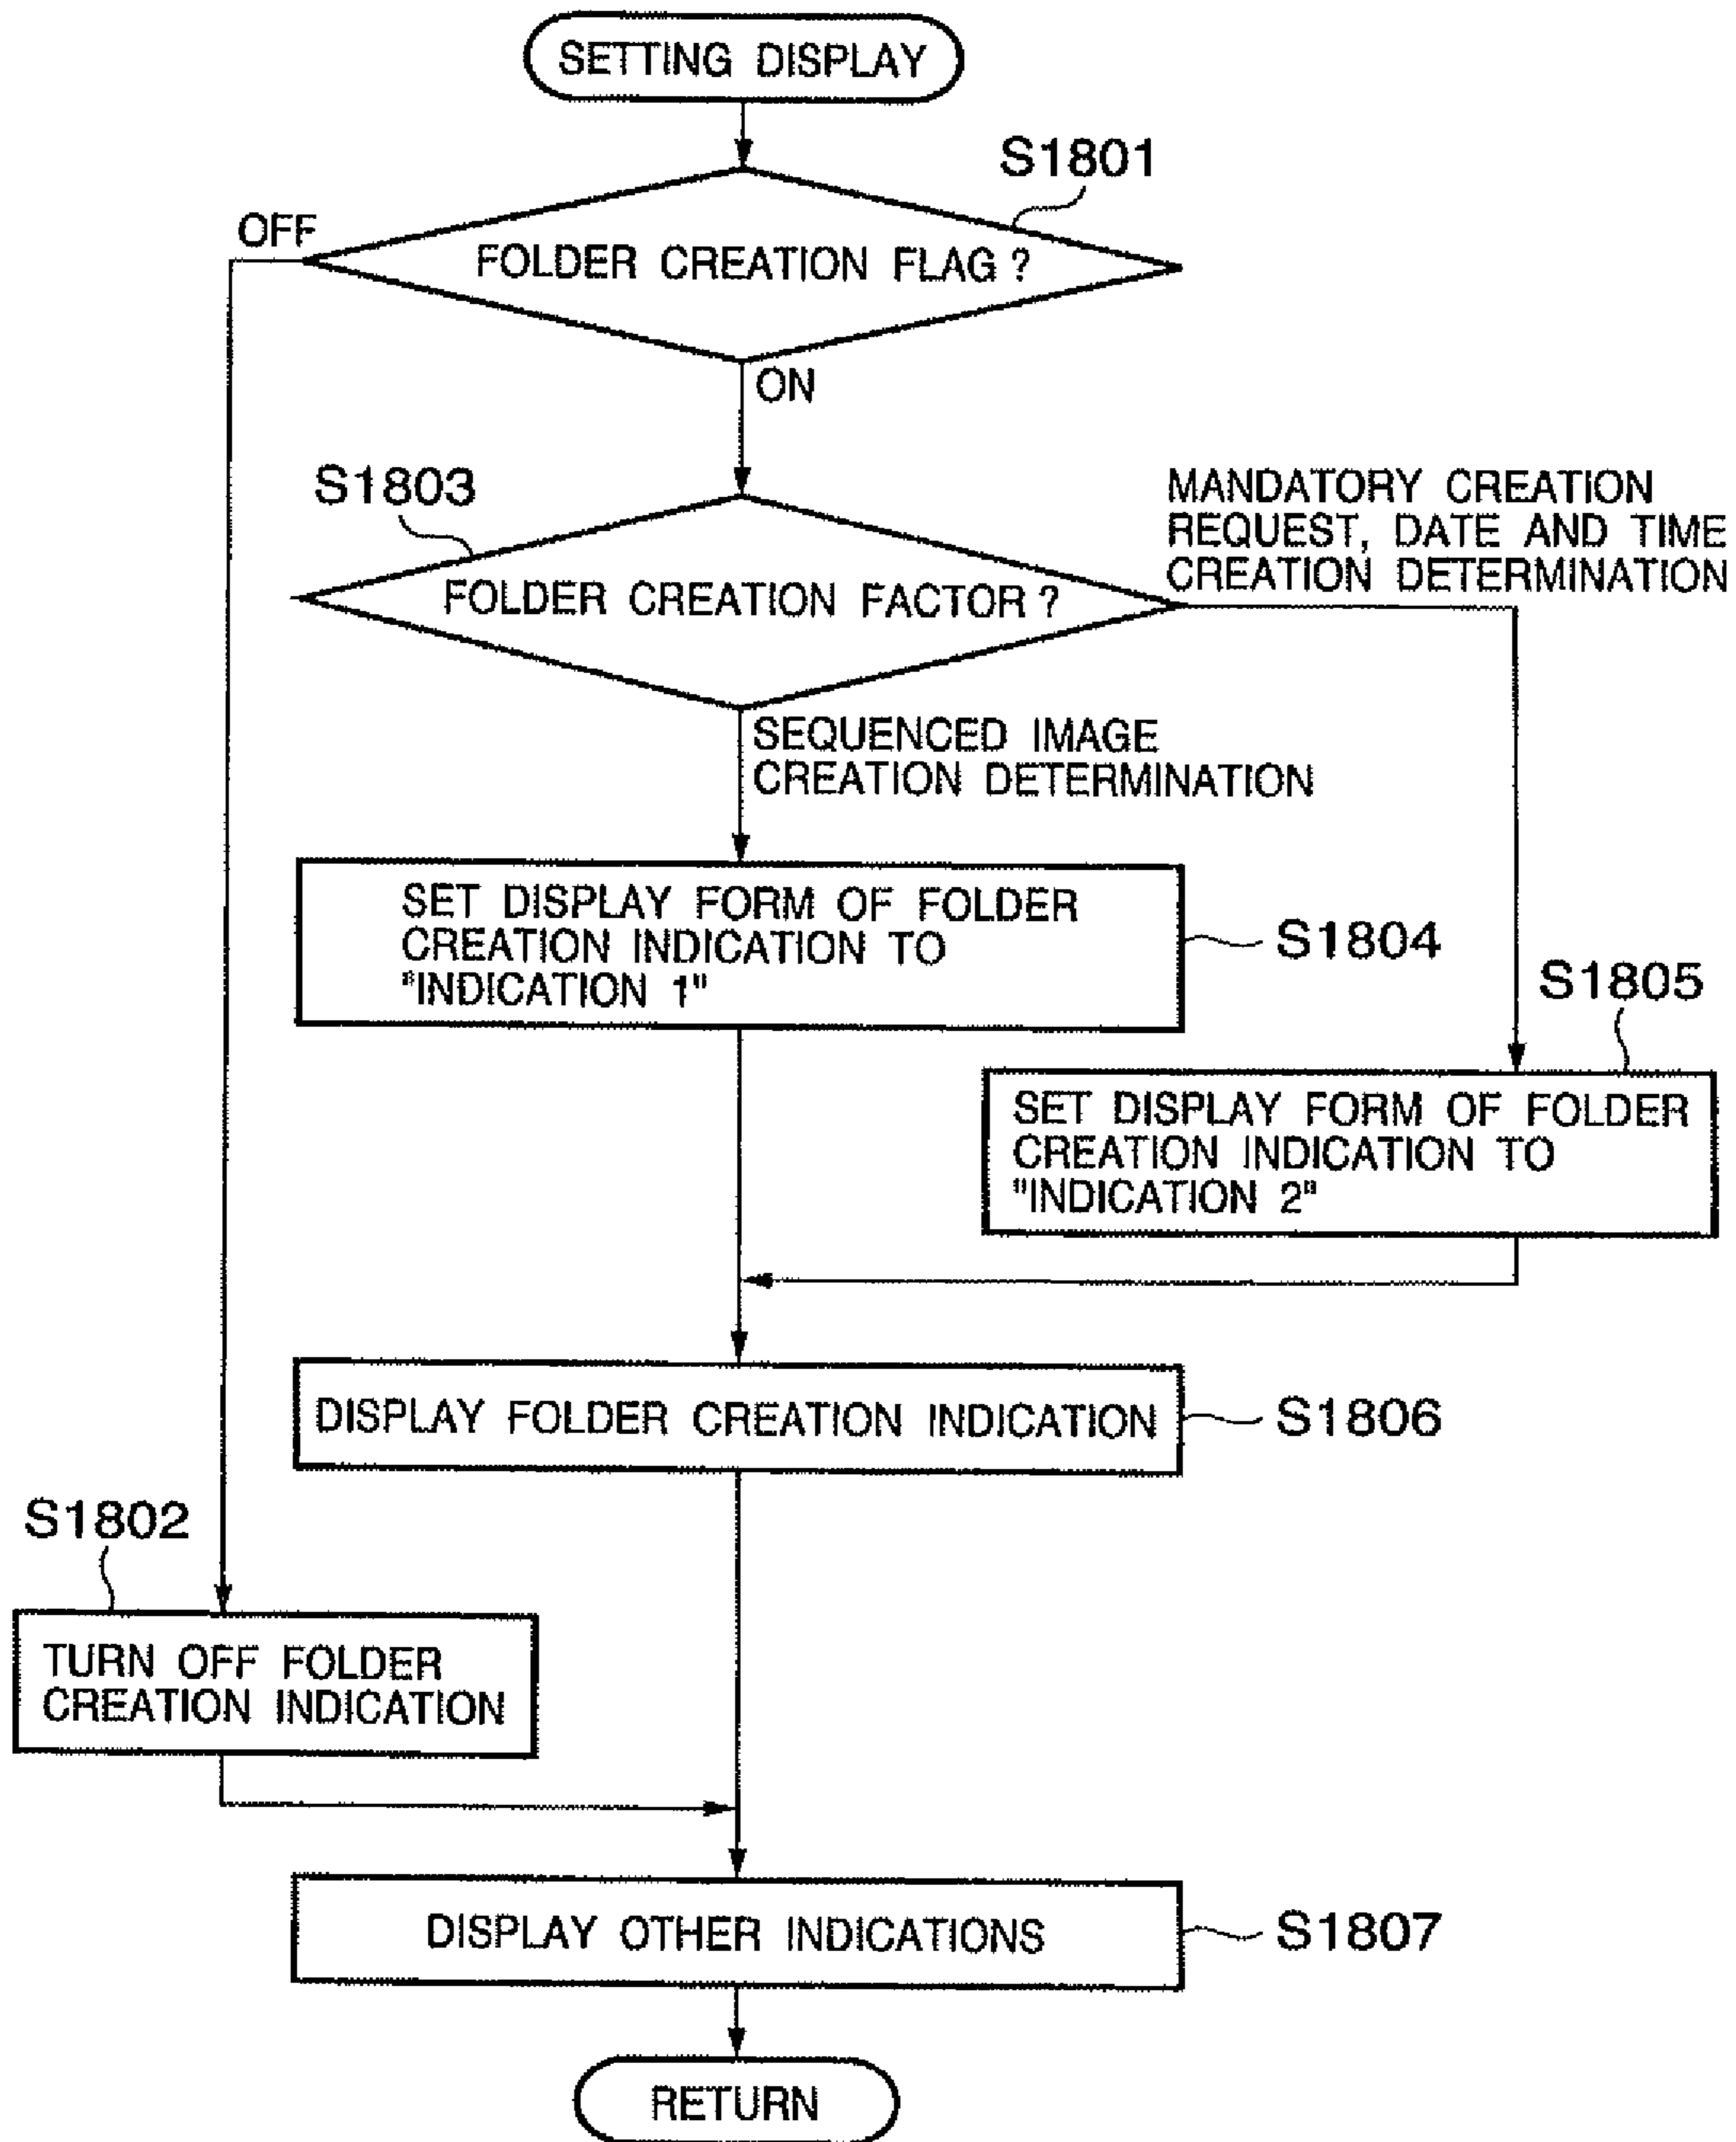 SETTING DISPLAY
S1801
OFF
FOLDER CREATION FLAG ?
ON
S1803
MANDATORY CREATION
REQUEST, DATE AND TIME
CREATION DETERMINATION
FOLDER CREATION FACTOR ?
SEQUENCED IMAGE
CREATION DETERMINATION
SET DISPLAY FORM OF FOLDER
CREATION INDICATION TO
"INDICATION 1"
S1804
S1805
SET DISPLAY FORM OF FOLDER
CREATION INDICATION TO
"INDICATION 2"
DISPLAY FOLDER CREATION INDICATION
S1806
S1802
TURN OFF FOLDER
CREATION INDICATION
DISPLAY OTHER INDICATIONS
S1807
RETURN